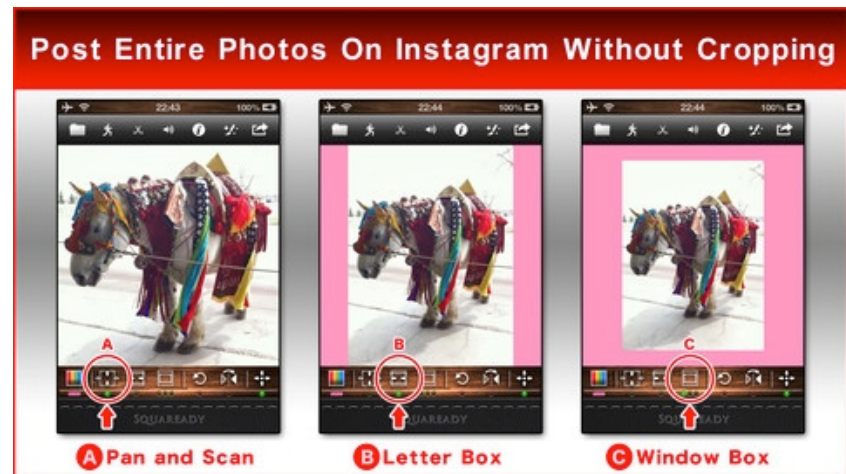 Post Entire Photos On Instagram Without Cropping
22:43 100%
22:44 100%
22:44 100%
A
B
C
SQUAREADY
SQUAREADY
SQUAREADY
A Pan and Scan
B Letter Box
C Window Box